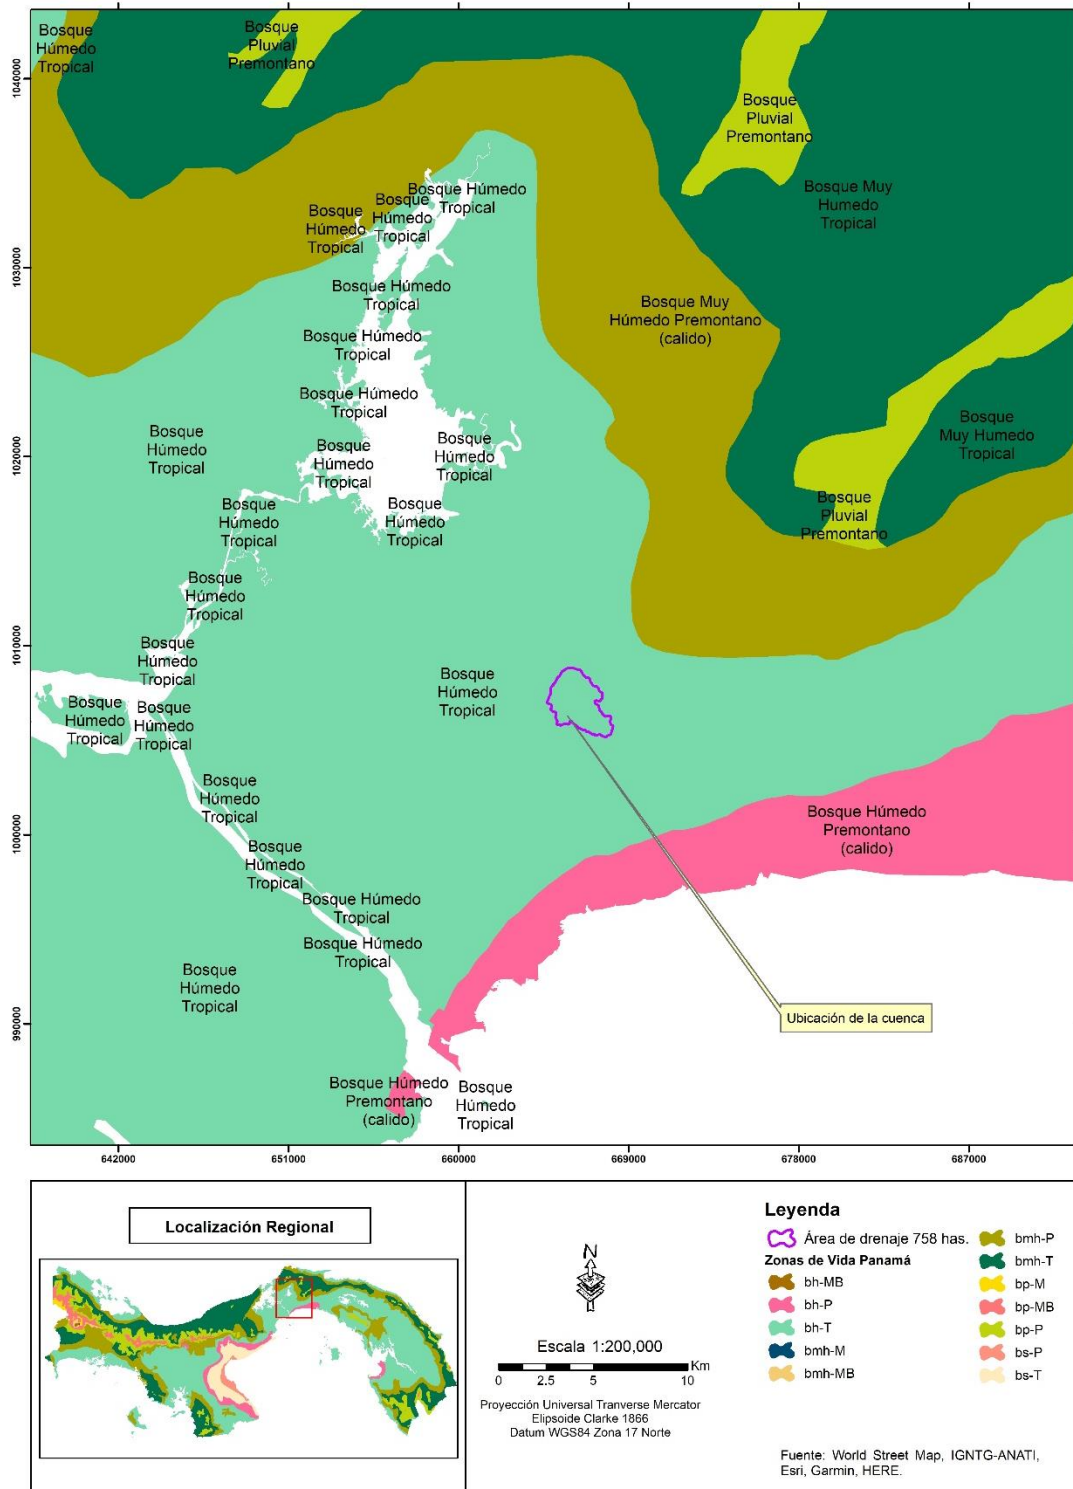 Bosque
Húmedo
Tropical
Bosque
Pluvial
Premontano
Bosque
Pluvial
Premontano
Bosque Muy
Humedo
Tropical
Bosque Húmedo
Tropical
Bosque
Húmedo
Tropical
Bosque
Húmedo
Tropical
Bosque Húmedo
Tropical
Bosque Muy
Húmedo Premontano
(calido)
Bosque Húmedo
Tropical
Bosque Húmedo
Tropical
Bosque
Húmedo
Tropical
Bosque
Húmedo
Tropical
Bosque
Húmedo
Tropical
Bosque
Muy Humedo
Tropical
Bosque
Húmedo
Tropical
Bosque
Húmedo
Tropical
Bosque
Pluvial
Premontano
Bosque
Húmedo
Tropical
Bosque
Húmedo
Tropical
Bosque
Húmedo
Tropical
Bosque
Húmedo
Tropical
Bosque
Húmedo
Tropical
Bosque
Húmedo
Tropical
Bosque
Húmedo
Tropical
Bosque Húmedo
Premontano
(calido)
Bosque
Húmedo
Tropical
Bosque Húmedo
Tropical
Bosque Húmedo
Tropical
Bosque
Húmedo
Tropical
Ubicación de la cuenca
Bosque Húmedo
Premontano
(calido)
Bosque
Húmedo
Tropical
1040000
1030000
1020000
1010000
1000000
990000
642000
651000
660000
669000
678000
687000
Localización Regional
N
Escala 1:200,000
Km
0
2.5
5
10
Proyección Universal Tranverse Mercator
Elipsoide Clarke 1866
Datum WGS84 Zona 17 Norte
Leyenda
Área de drenaje 758 has.
Zonas de Vida Panamá
bh-MB
bh-P
bh-T
bmh-M
bmh-MB
bmh-P
bmh-T
bp-M
bp-MB
bp-P
bs-P
bs-T
Fuente: World Street Map, IGNTG-ANATI,
Esri, Garmin, HERE.